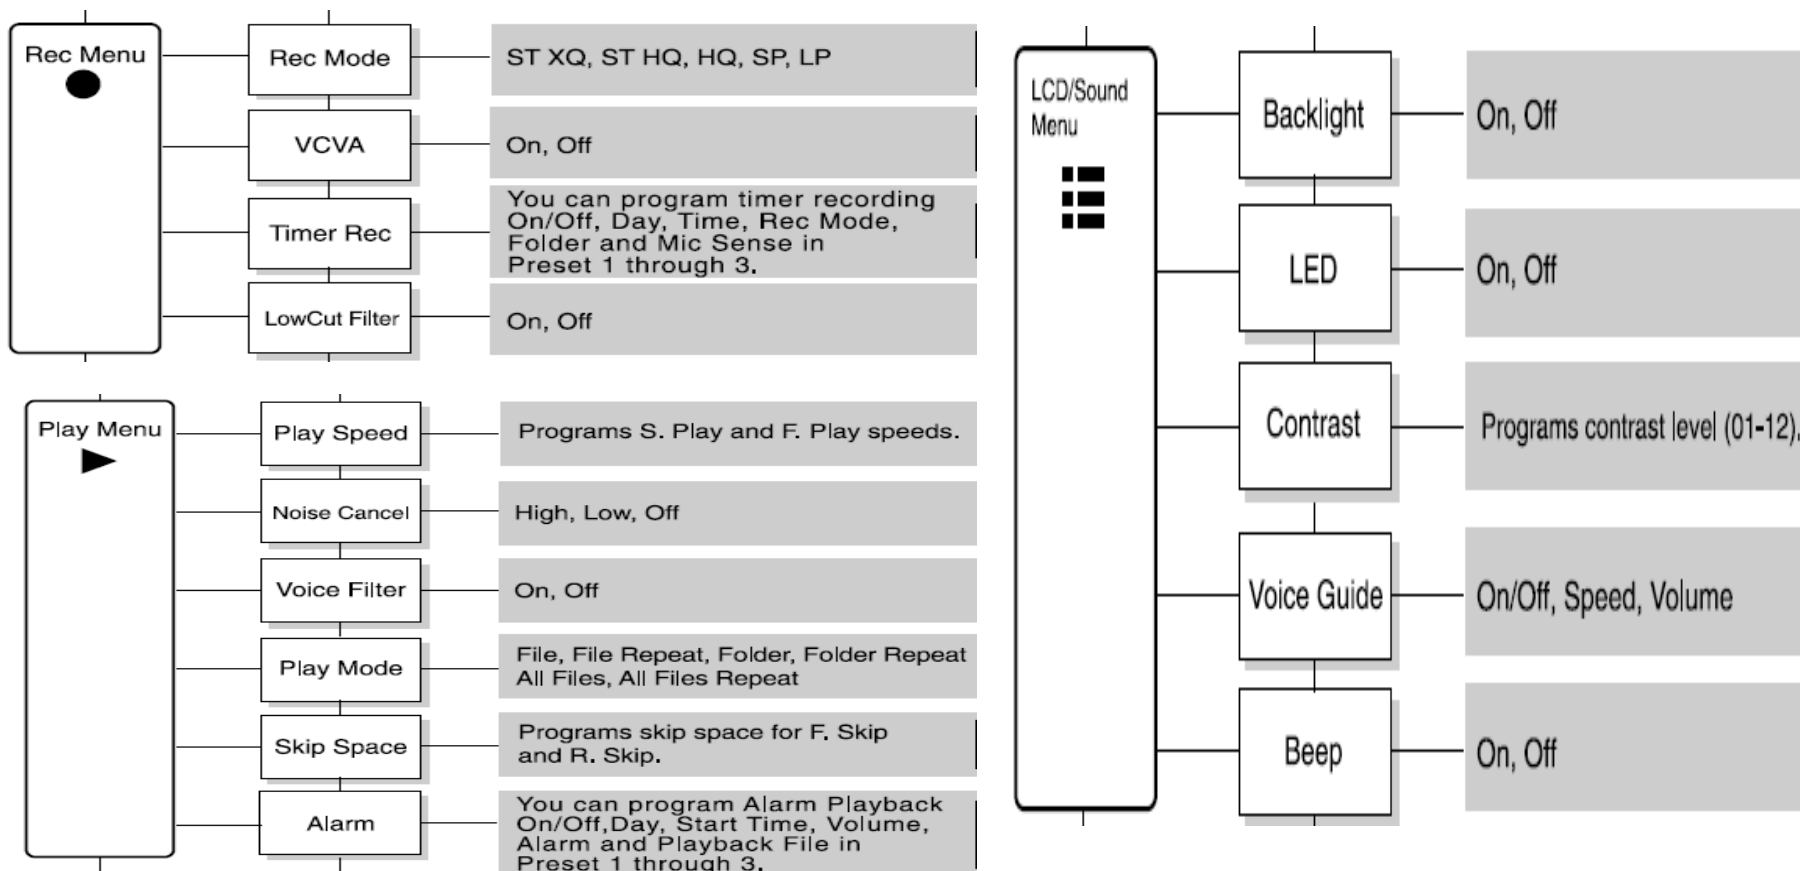 Rec Menu
Rec Mode
ST XQ, ST HQ, HQ, SP, LP
VCVA
On, Off
Timer Rec
You can program timer recording
On/Off, Day, Time, Rec Mode,
Folder and Mic Sense in
Preset 1 through 3.
LowCut Filter
On, Off
Play Menu
Play Speed
Programs S. Play and F. Play speeds.
Noise Cancel
High, Low, Off
Voice Filter
On, Off
Play Mode
File, File Repeat, Folder, Folder Repeat
All Files, All Files Repeat
Skip Space
Programs skip space for F. Skip
and R. Skip.
Alarm
You can program Alarm Playback
On/Off,Day, Start Time, Volume,
Alarm and Playback File in
Preset 1 through 3.
LCD/Sound
Menu
Backlight
On, Off
LED
On, Off
Contrast
Programs contrast level (01-12).
Voice Guide
On/Off, Speed, Volume
Beep
On, Off